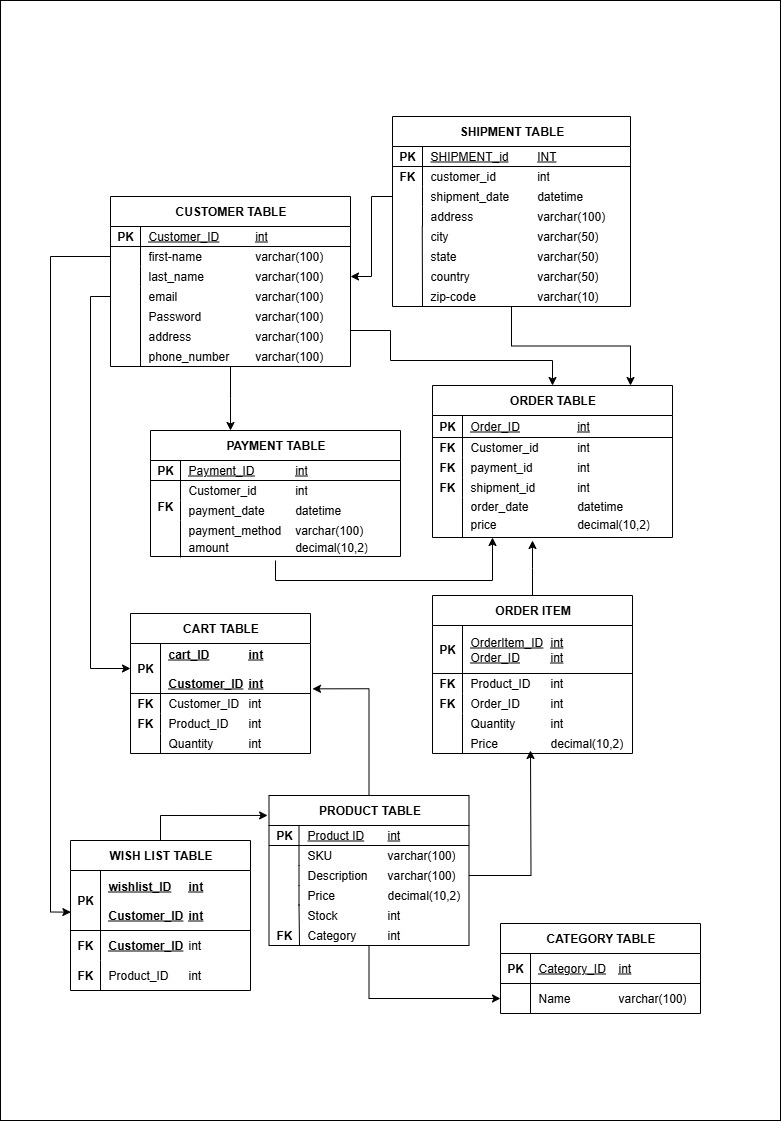 SHIPMENT TABLE
PK SHIPMENT_id INT
FK customer_id int
shipment_date datetime
address varchar(100)
city varchar(50)
state varchar(50)
country varchar(50)
zip-code varchar(10)
CUSTOMER TABLE
PK Customer_ID int
first-name varchar(100)
last_name varchar(100)
email varchar(100)
Password varchar(100)
address varchar(100)
phone_number varchar(100)
ORDER TABLE
PK Order_ID int
FK Customer_id int
FK payment_id int
FK shipment_id int
order_date datetime
price decimal(10,2)
PAYMENT TABLE
PK Payment_ID int
Customer_id int
FK
payment_date datetime
payment_method varchar(100)
amount decimal(10,2)
ORDER ITEM
PK
OrderItem_ID int
Order_ID int
FK Product_ID int
FK Order_ID int
Quantity int
Price decimal(10,2)
CART TABLE
cart_ID int
PK
Customer_ID int
FK Customer_ID int
FK Product_ID int
Quantity int
PRODUCT TABLE
PK Product ID int
SKU varchar(100)
Description varchar(100)
Price decimal(10,2)
Stock int
FK Category int
WISH LIST TABLE
wishlist_ID int
PK
Customer_ID int
FK Customer_ID int
FK Product_ID int
CATEGORY TABLE
PK Category_ID int
Name varchar(100)